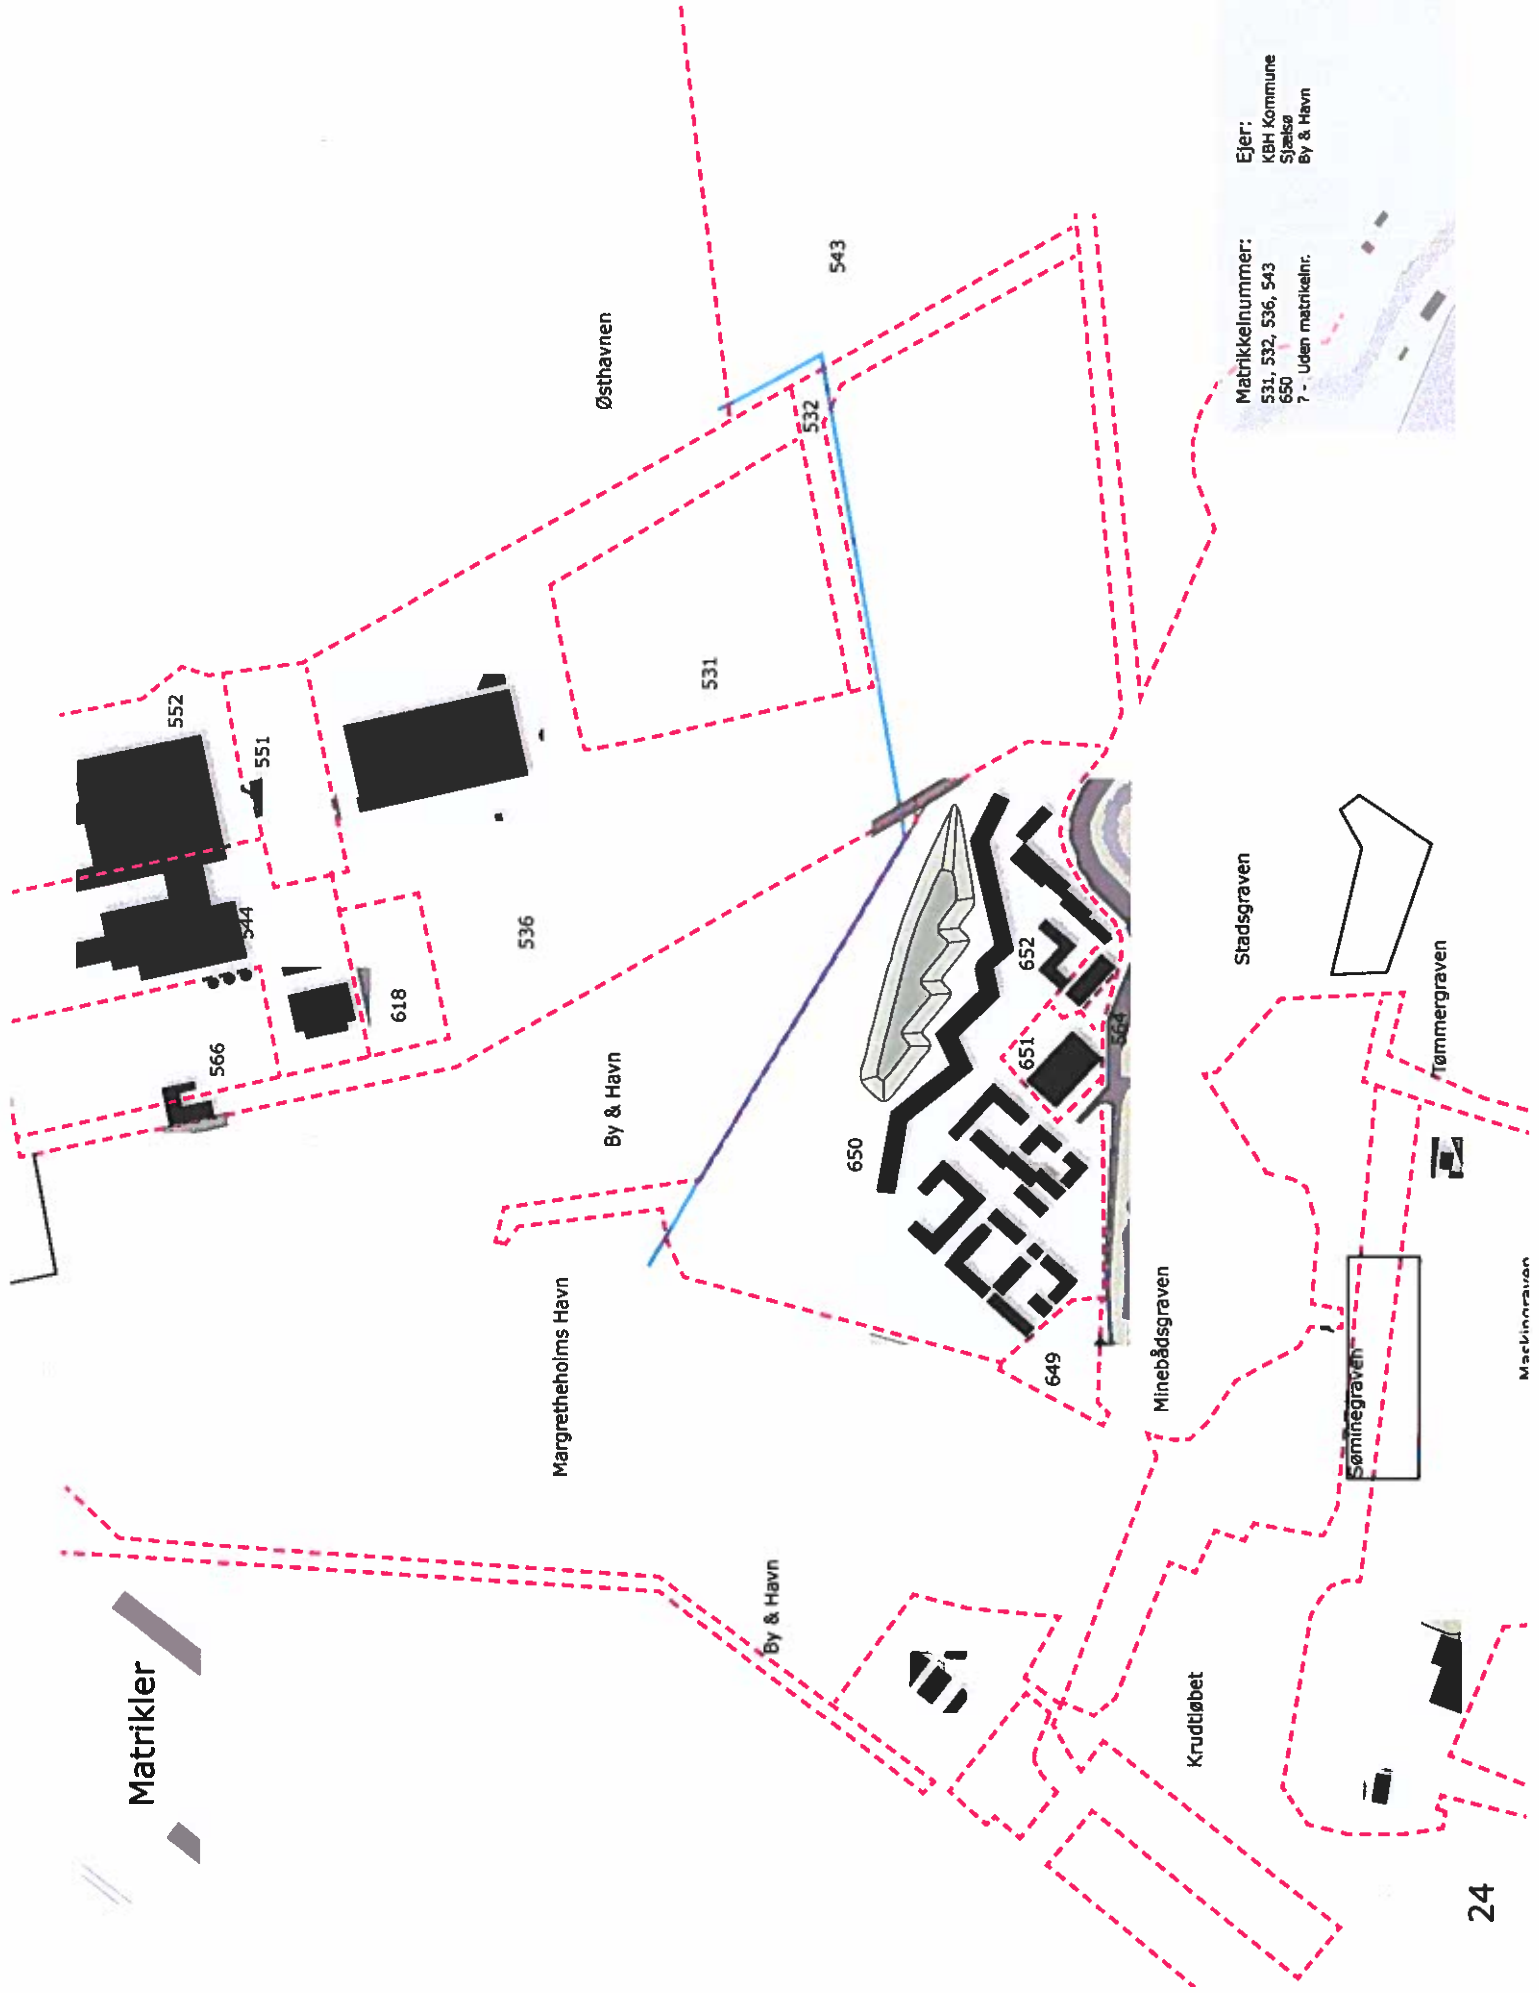 Matrikler
552
551
544
566
618
536
531
532
543
Østhavnen
By & Havn
Margretheholms Havn
650
652
651
564
649
By & Havn
Minebådsgraven
Stadsgraven
Tømmergraven
Søminegraven
Maskingraven
Krudtløbet
Matrikkelnummer:
531, 532, 536, 543
650
? - Uden matrikelnr.
Ejer:
KBH Kommune
Sjælsø
By & Havn
24